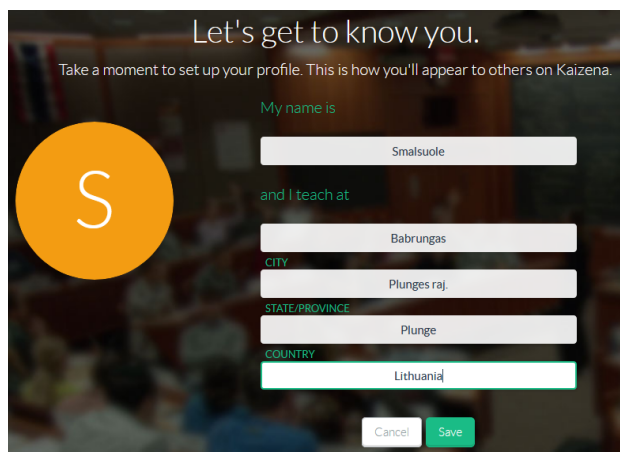 Let's get to know you.
Take a moment to set up your profile. This is how you'll appear to others on Kaizena.
My name is
S
Smalsuole
and I teach at
Babrungas
CITY
Plunges raj.
STATE/PROVINCE
Plunge
COUNTRY
Lithuania
Cancel
Save